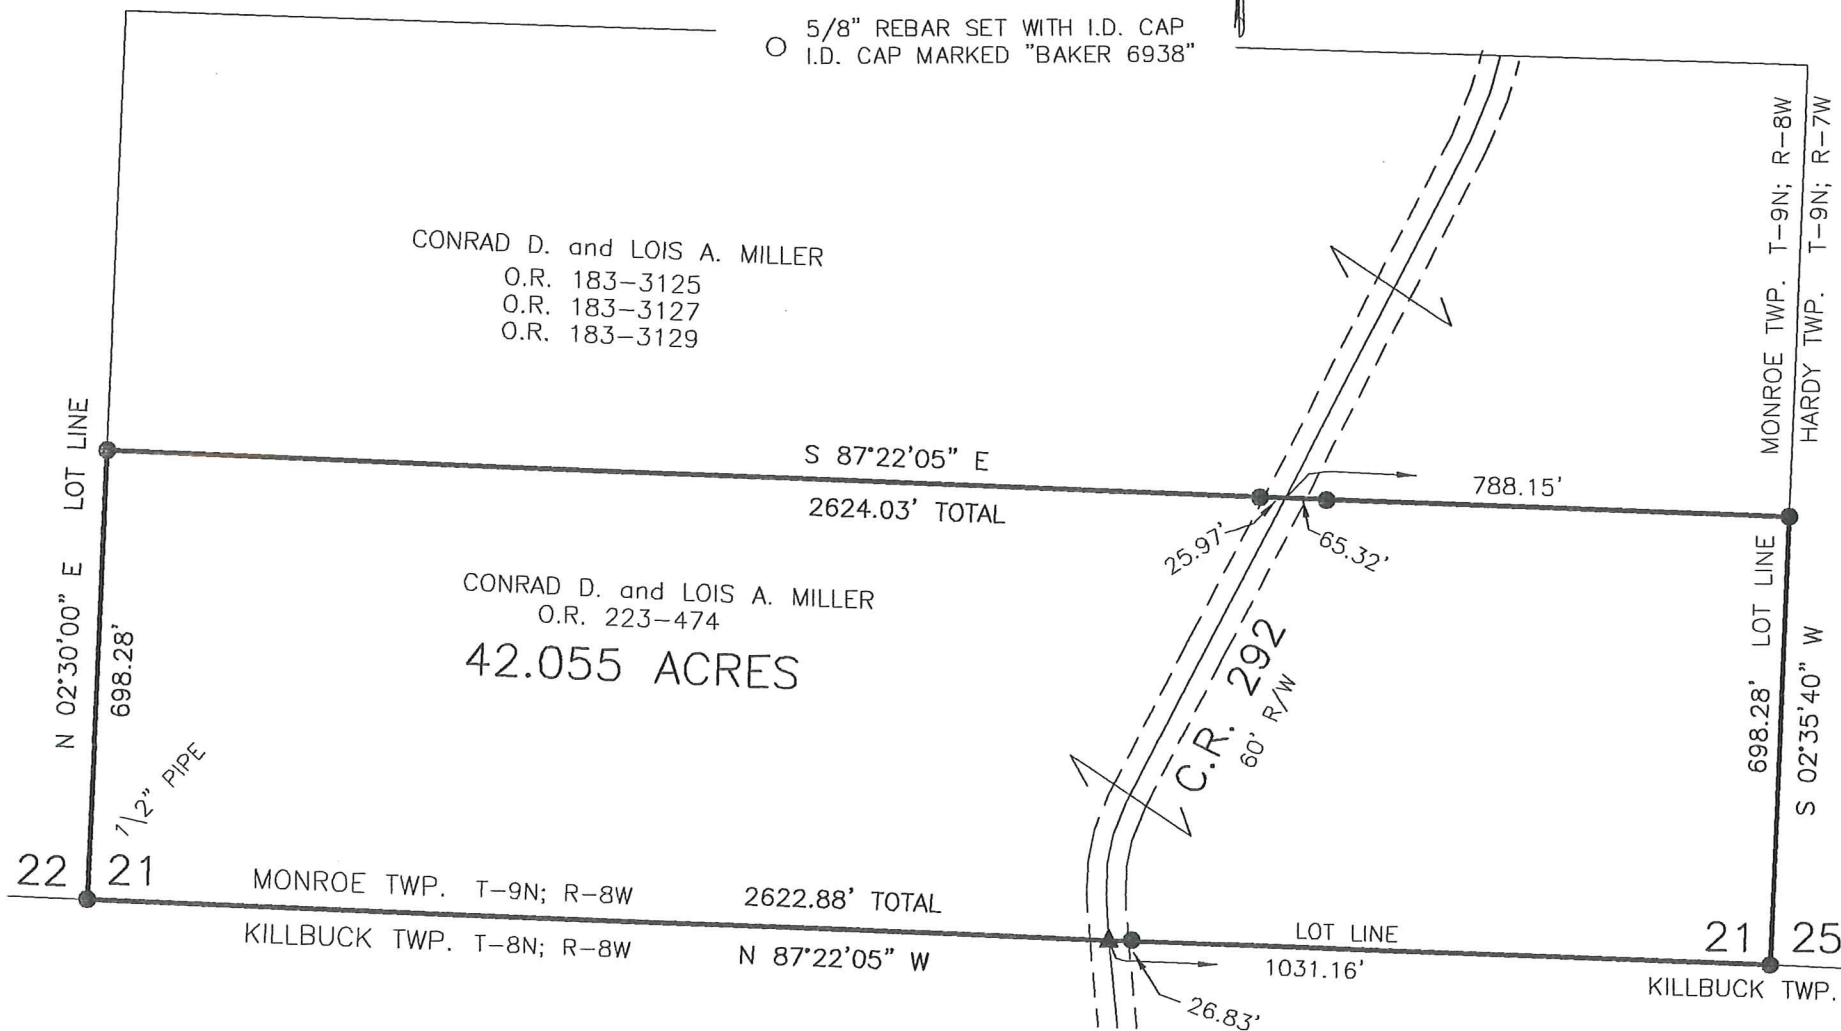 5/8" REBAR SET WITH I.D. CAP
I.D. CAP MARKED "BAKER 6938"
MONROE TWP. T-9N; R-8W
HARDY TWP. T-9N; R-7W
CONRAD D. and LOIS A. MILLER
O.R. 183-3125
O.R. 183-3127
O.R. 183-3129
LOT LINE
N 02°30'00" E
698.28'
S 87°22'05" E
2624.03' TOTAL
788.15'
25.97'
65.32'
CONRAD D. and LOIS A. MILLER
O.R. 223-474
42.055 ACRES
C.R. 292
60' R/W
LOT LINE
698.28'
S 02°35'40" W
1/2" PIPE
22 21
MONROE TWP. T-9N; R-8W
2622.88' TOTAL
KILLBUCK TWP. T-8N; R-8W
N 87°22'05" W
LOT LINE
1031.16'
26.83'
21 25
KILLBUCK TWP.